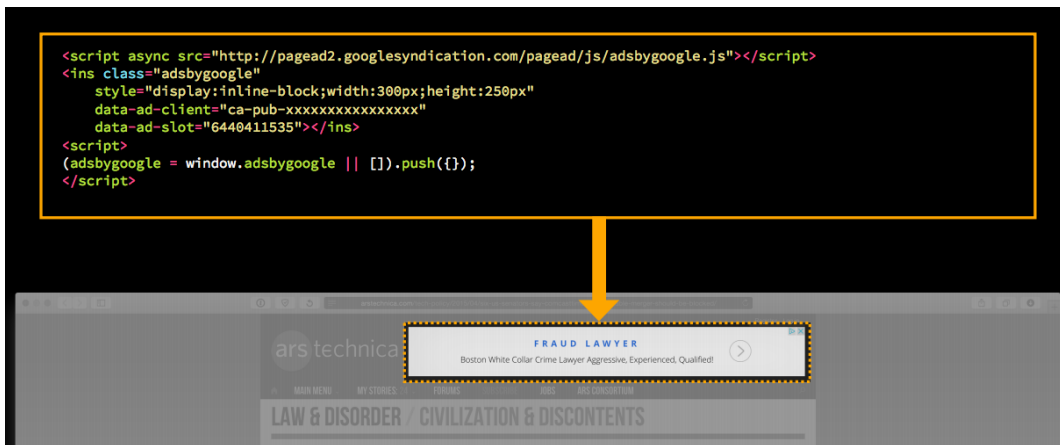 <script async src="http://pagead2.googlesyndication.com/pagead/js/adsbygoogle.js"></script>
<ins class="adsbygoogle"
style="display:inline-block;width:300px;height:250px"
data-ad-client="ca-pub-xxxxxxxxxxxxxxxx"
data-ad-slot="6440411535"></ins>
<script>
(adsbygoogle = window.adsbygoogle || []).push({});
</script>
ars technica
FRAUD LAWYER
Boston White Collar Crime Lawyer Aggressive, Experienced, Qualified!
MAIN MENU MY STORIES FORUMS JOBS ARS CONSORTIUM
LAW & DISORDER / CIVILIZATION & DISCONTENTS